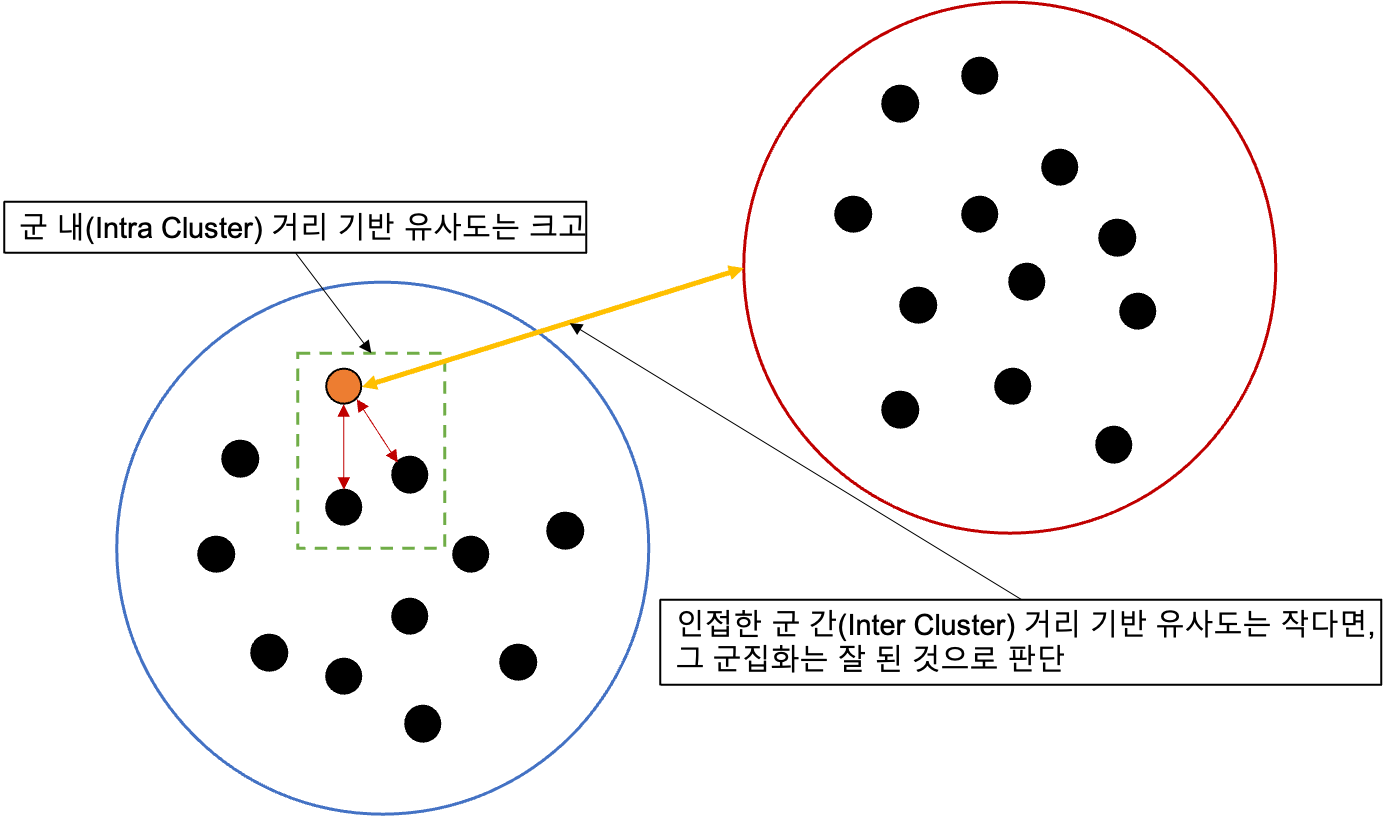 군 내(Intra Cluster) 거리 기반 유사도는 크고
인접한 군 간(Inter Cluster) 거리 기반 유사도는 작다면,
그 군집화는 잘 된 것으로 판단